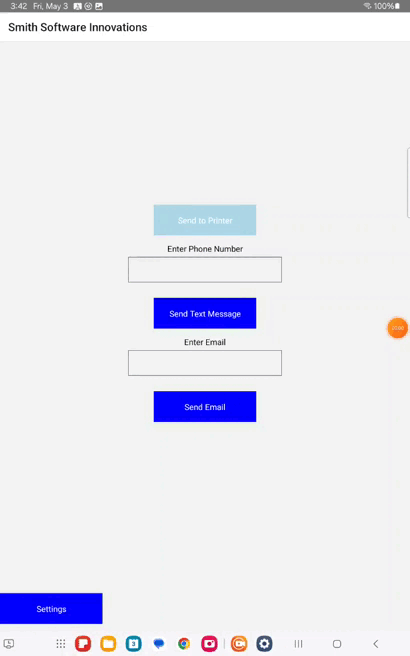 3:42 Fri, May 3
100%
Smith Software Innovations
Send to Printer
Enter Phone Number
Send Text Message
Enter Email
Send Email
Settings